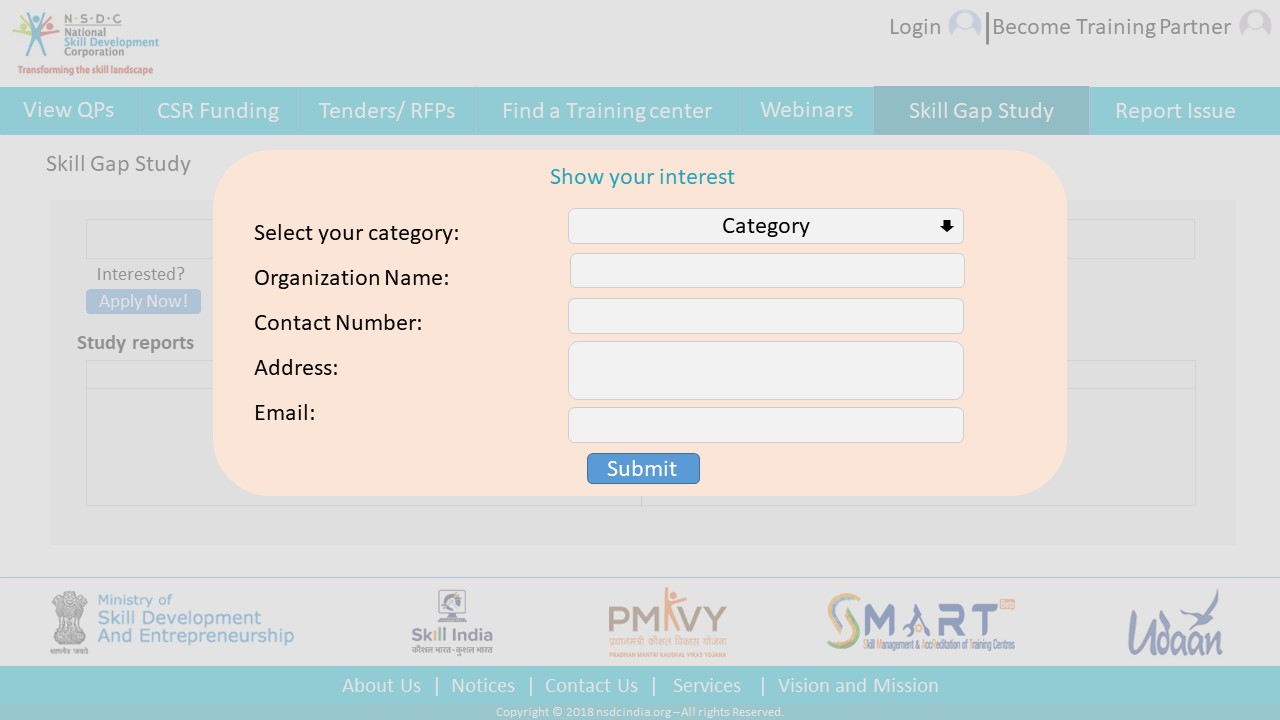 N·S·D·C
National
Skill Development
Corporation
Transforming the skill landscape
Login
Become Training Partner
View QPs
CSR Funding
Tenders/ RFPs
Find a Training center
Webinars
Skill Gap Study
Report Issue
Skill Gap Study
Show your interest
Select your category:
Category
Organization Name:
Contact Number:
Address:
Email:
Submit
Interested?
Apply Now!
Study reports
सत्यमेव जयते
Ministry of
Skill Development
And Entrepreneurship
Skill India
कौशल भारत-कुशल भारत
PMKVY
प्रधानमंत्री कौशल विकास योजना
PRADHAN MANTRI KAUSHAL VIKAS YOJANA
SMART Beta
Skill Management & Accreditation of Training Centres
Udaan
About Us | Notices | Contact Us | Services | Vision and Mission
Copyright © 2018 nsdcindia.org – All rights Reserved.